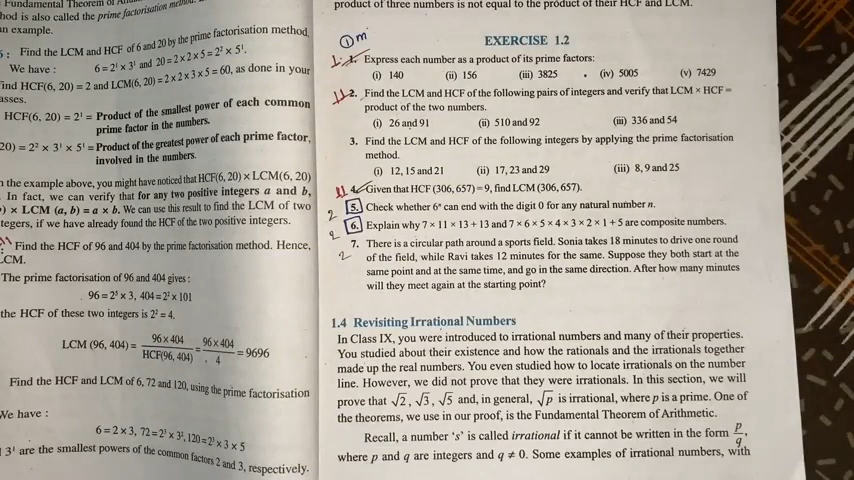 Fundamental Theorem of
hod is also called the prime factorisation method.
an example.
5 : Find the LCM and HCF of 6 and 20 by the prime factorisation method,
We have : 6 = 2¹ × 3¹ and 20 = 2 × 2 × 5 = 2² × 5¹.
find HCF(6, 20) = 2 and LCM(6, 20) = 2 × 2 × 3 × 5 = 60, as done in your
asses.
HCF(6, 20) = 2¹ = Product of the smallest power of each common
prime factor in the numbers.
20) = 2² × 3¹ × 5¹ = Product of the greatest power of each prime factor,
involved in the numbers.
n the example above, you might have noticed that HCF(6, 20) × LCM(6, 20)
. In fact, we can verify that for any two positive integers a and b,
) × LCM (a, b) = a × b. We can use this result to find the LCM of two
tegers, if we have already found the HCF of the two positive integers.
: Find the HCF of 96 and 404 by the prime factorisation method. Hence,
LCM.
The prime factorisation of 96 and 404 gives :
96 = 2⁵ × 3, 404 = 2² × 101
the HCF of these two integers is 2² = 4.
LCM (96, 404) = 96 × 404 / HCF(96, 404) = 96 × 404 / 4 = 9696
Find the HCF and LCM of 6, 72 and 120, using the prime factorisation
We have :
6 = 2 × 3, 72 = 2³ × 3², 120 = 2³ × 3 × 5
3¹ are the smallest powers of the common factors 2 and 3, respectively.
product of three numbers is not equal to the product of their HCF and LCM.
1 m
EXERCISE 1.2
1. Express each number as a product of its prime factors:
(i) 140 (ii) 156 (iii) 3825 (iv) 5005 (v) 7429
2. Find the LCM and HCF of the following pairs of integers and verify that LCM × HCF =
product of the two numbers.
(i) 26 and 91 (ii) 510 and 92 (iii) 336 and 54
3. Find the LCM and HCF of the following integers by applying the prime factorisation
method.
(i) 12, 15 and 21 (ii) 17, 23 and 29 (iii) 8, 9 and 25
4. Given that HCF (306, 657) = 9, find LCM (306, 657).
2 5. Check whether 6ⁿ can end with the digit 0 for any natural number n.
2 6. Explain why 7 × 11 × 13 + 13 and 7 × 6 × 5 × 4 × 3 × 2 × 1 + 5 are composite numbers.
7. There is a circular path around a sports field. Sonia takes 18 minutes to drive one round
2 of the field, while Ravi takes 12 minutes for the same. Suppose they both start at the
same point and at the same time, and go in the same direction. After how many minutes
will they meet again at the starting point?
1.4 Revisiting Irrational Numbers
In Class IX, you were introduced to irrational numbers and many of their properties.
You studied about their existence and how the rationals and the irrationals together
made up the real numbers. You even studied how to locate irrationals on the number
line. However, we did not prove that they were irrationals. In this section, we will
prove that √2, √3, √5 and, in general, √p is irrational, where p is a prime. One of
the theorems, we use in our proof, is the Fundamental Theorem of Arithmetic.
Recall, a number ‘s’ is called irrational if it cannot be written in the form p/q,
where p and q are integers and q ≠ 0. Some examples of irrational numbers, with